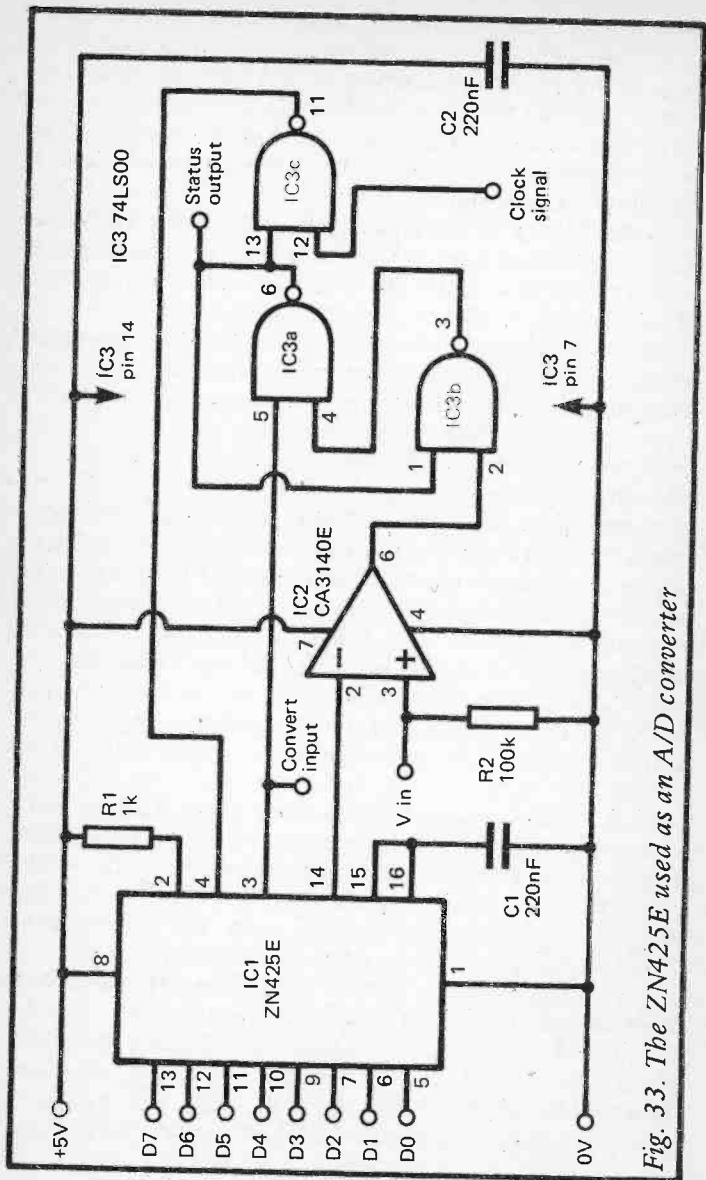 +5V
D7
D6
D5
D4
D3
D2
D1
D0
0V
13
12
11
10
9
7
6
5
8
IC1
ZN425E
1
2
4
3
14
15
16
R1
1k
Convert
input
V in
C1
220nF
R2
100k
IC2
CA3140E
7
2
3
6
4
−
+
IC3
pin 14
IC3 74LS00
Status
output
5
4
6
IC3a
13
12
11
IC3c
1
2
3
IC3b
IC3
pin 7
Clock
signal
C2
220nF
Fig. 33. The ZN425E used as an A/D converter